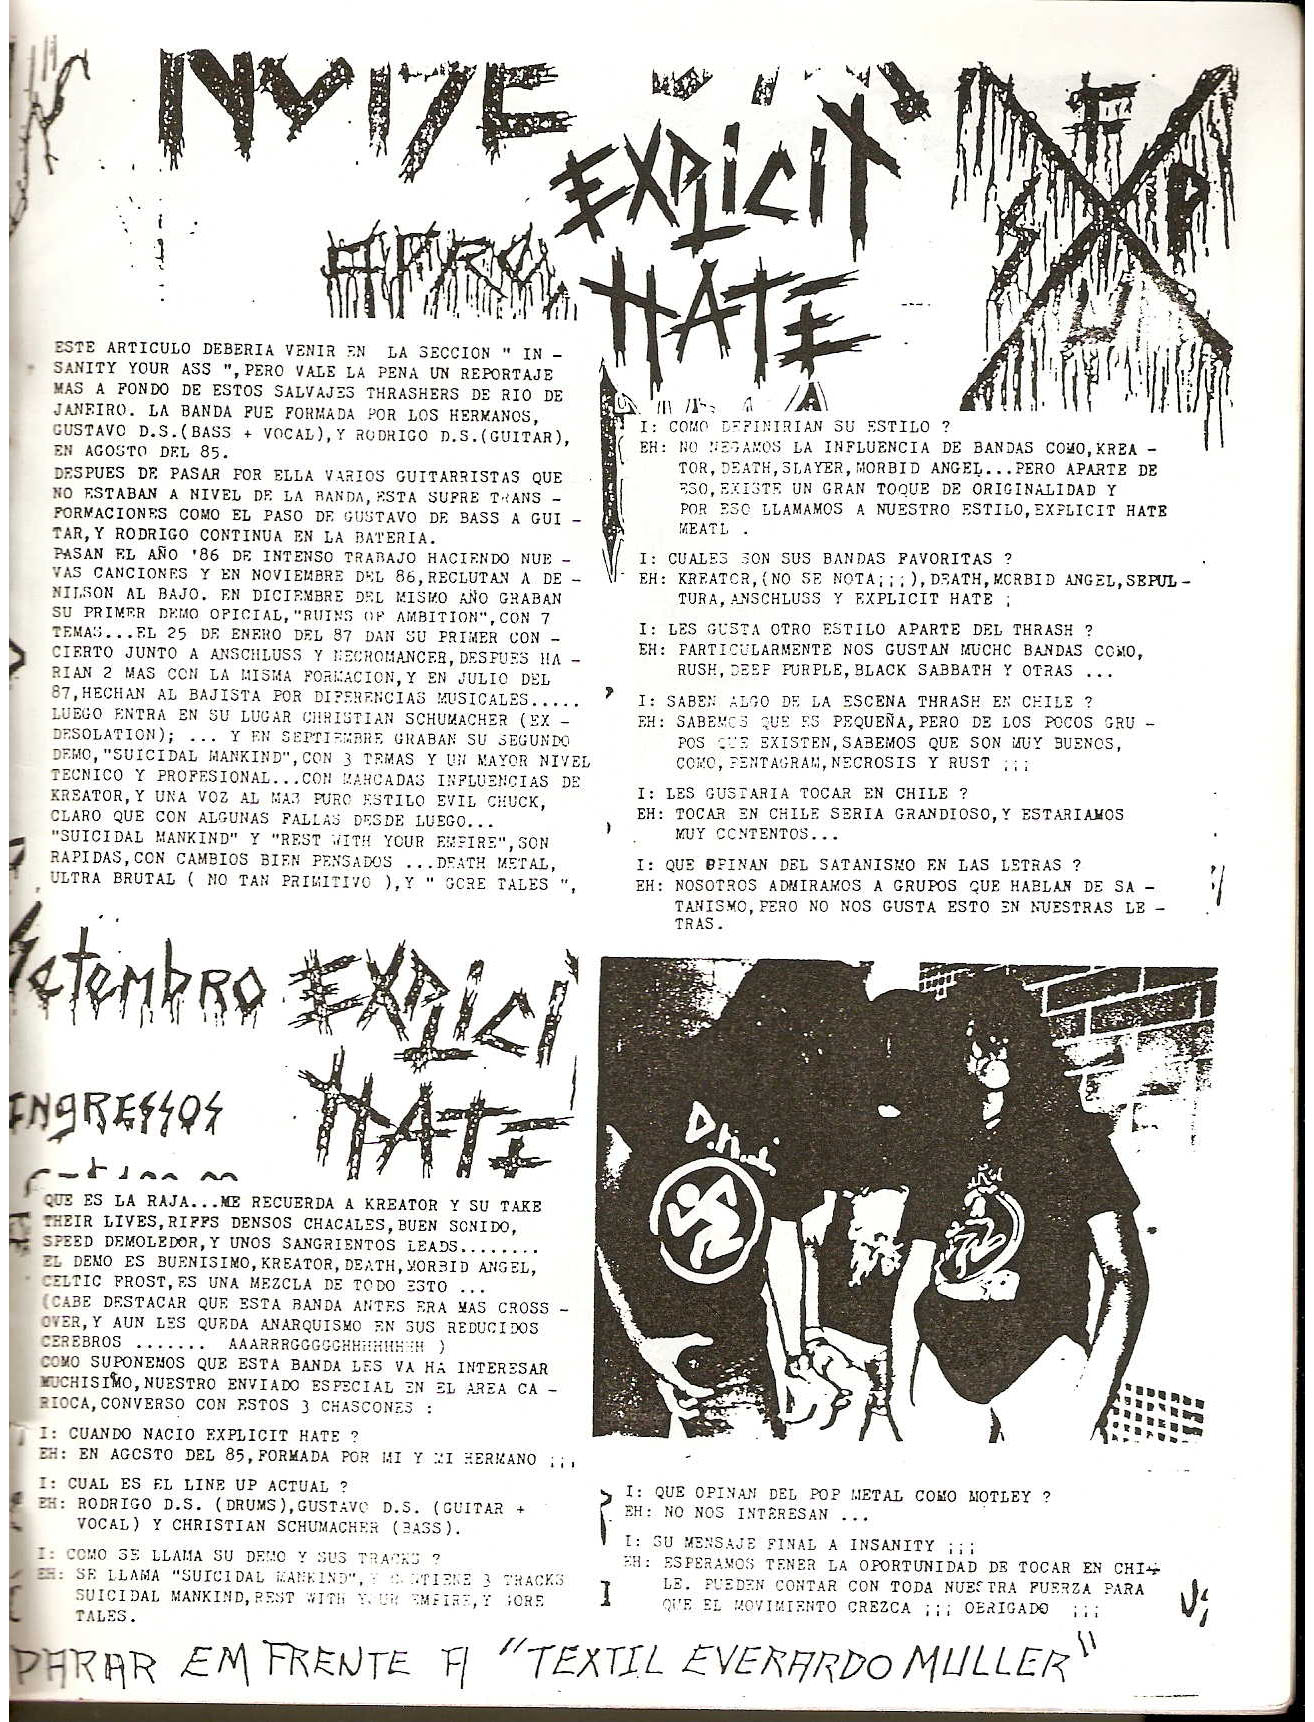 NOISE
EXPLICIT
HATE
F
D
S
U
APRO.
ESTE ARTICULO DEBERIA VENIR EN LA SECCION " IN -
SANITY YOUR ASS ",PERO VALE LA PENA UN REPORTAJE
MAS A FONDO DE ESTOS SALVAJES THRASHERS DE RIO DE
JANEIRO. LA BANDA FUE FORMADA POR LOS HERMANOS,
GUSTAVO D.S.(BASS + VOCAL),Y RODRIGO D.S.(GUITAR),
EN AGOSTO DEL 85.
DESPUES DE PASAR POR ELLA VARIOS GUITARRISTAS QUE
NO ESTABAN A NIVEL DE LA BANDA,ESTA SUFRE TRANS -
FORMACIONES COMO EL PASO DE GUSTAVO DE BASS A GUI -
TAR,Y RODRIGO CONTINUA EN LA BATERIA.
PASAN EL AÑO '86 DE INTENSO TRABAJO HACIENDO NUE -
VAS CANCIONES Y EN NOVIEMBRE DEL 86,RECLUTAN A DE -
NILSON AL BAJO. EN DICIEMBRE DEL MISMO AÑO GRABAN
SU PRIMER DEMO OFICIAL,"RUINS OF AMBITION",CON 7
TEMAS...EL 25 DE ENERO DEL 87 DAN SU PRIMER CON -
CIERTO JUNTO A ANSCHLUSS Y NECROMANCER,DESPUES HA -
RIAN 2 MAS CON LA MISMA FORMACION,Y EN JULIO DEL
87,HECHAN AL BAJISTA POR DIFERENCIAS MUSICALES.....
LUEGO ENTRA EN SU LUGAR CHRISTIAN SCHUMACHER (EX -
DESOLATION); ... Y EN SEPTIEMBRE GRABAN SU SEGUNDO
DEMO,"SUICIDAL MANKIND",CON 3 TEMAS Y UN MAYOR NIVEL
TECNICO Y PROFESIONAL...CON MARCADAS INFLUENCIAS DE
KREATOR,Y UNA VOZ AL MAS PURO ESTILO EVIL CHUCK,
CLARO QUE CON ALGUNAS FALLAS DESDE LUEGO...
"SUICIDAL MANKIND" Y "REST WITH YOUR EMPIRE",SON
RAPIDAS,CON CAMBIOS BIEN PENSADOS ...DEATH METAL,
ULTRA BRUTAL ( NO TAN PRIMITIVO ),Y " GORE TALES ",
Setembro
EXPLICI
HATE
INGRESSOS
QUE ES LA RAJA...ME RECUERDA A KREATOR Y SU TAKE
THEIR LIVES,RIFFS DENSOS CHACALES,BUEN SONIDO,
SPEED DEMOLEDOR,Y UNOS SANGRIENTOS LEADS........
EL DEMO ES BUENISIMO,KREATOR,DEATH,MORBID ANGEL,
CELTIC FROST,ES UNA MEZCLA DE TODO ESTO ...
(CABE DESTACAR QUE ESTA BANDA ANTES ERA MAS CROSS -
OVER,Y AUN LES QUEDA ANARQUISMO EN SUS REDUCIDOS
CEREBROS ....... AAARRRGGGGGHHHHHHHH )
COMO SUPONEMOS QUE ESTA BANDA LES VA HA INTERESAR
MUCHISIMO,NUESTRO ENVIADO ESPECIAL EN EL AREA CA -
RIOCA,CONVERSO CON ESTOS 3 CHASCONES :
I: CUANDO NACIO EXPLICIT HATE ?
EH: EN AGOSTO DEL 85,FORMADA POR MI Y MI HERMANO ¡¡¡
I: CUAL ES EL LINE UP ACTUAL ?
EH: RODRIGO D.S. (DRUMS),GUSTAVO D.S. (GUITAR +
VOCAL) Y CHRISTIAN SCHUMACHER (BASS).
I: COMO SE LLAMA SU DEMO Y SUS TRACKS ?
EH: SE LLAMA "SUICIDAL MANKIND",Y CONTIENE 3 TRACKS
SUICIDAL MANKIND,REST WITH YOUR EMPIRE,Y GORE
TALES.
I: COMO DEFINIRIAN SU ESTILO ?
EH: NO NEGAMOS LA INFLUENCIA DE BANDAS COMO,KREA -
TOR,DEATH,SLAYER,MORBID ANGEL...PERO APARTE DE
ESO,EXISTE UN GRAN TOQUE DE ORIGINALIDAD Y
POR ESO LLAMAMOS A NUESTRO ESTILO,EXPLICIT HATE
MEATL .
I: CUALES SON SUS BANDAS FAVORITAS ?
EH: KREATOR,(NO SE NOTA¡¡¡),DEATH,MORBID ANGEL,SEPUL -
TURA,ANSCHLUSS Y EXPLICIT HATE ¡
I: LES GUSTA OTRO ESTILO APARTE DEL THRASH ?
EH: PARTICULARMENTE NOS GUSTAN MUCHO BANDAS COMO,
RUSH,DEEP PURPLE,BLACK SABBATH Y OTRAS ...
I: SABEN ALGO DE LA ESCENA THRASH EN CHILE ?
EH: SABEMOS QUE ES PEQUEÑA,PERO DE LOS POCOS GRU -
POS QUE EXISTEN,SABEMOS QUE SON MUY BUENOS,
COMO,PENTAGRAM,NECROSIS Y RUST ¡¡¡
I: LES GUSTARIA TOCAR EN CHILE ?
EH: TOCAR EN CHILE SERIA GRANDIOSO,Y ESTARIAMOS
MUY CONTENTOS...
I: QUE OPINAN DEL SATANISMO EN LAS LETRAS ?
EH: NOSOTROS ADMIRAMOS A GRUPOS QUE HABLAN DE SA -
TANISMO,PERO NO NOS GUSTA ESTO EN NUESTRAS LE -
TRAS.
D.R.I.
I: QUE OPINAN DEL POP METAL COMO MOTLEY ?
EH: NO NOS INTERESAN ...
I: SU MENSAJE FINAL A INSANITY ¡¡¡
EH: ESPERAMOS TENER LA OPORTUNIDAD DE TOCAR EN CHI-
LE. PUEDEN CONTAR CON TODA NUESTRA FUERZA PARA
QUE EL MOVIMIENTO CREZCA ¡¡¡ OBRIGADO ¡¡¡
PARAR EM FRENTE A "TEXTIL EVERARDO MULLER"